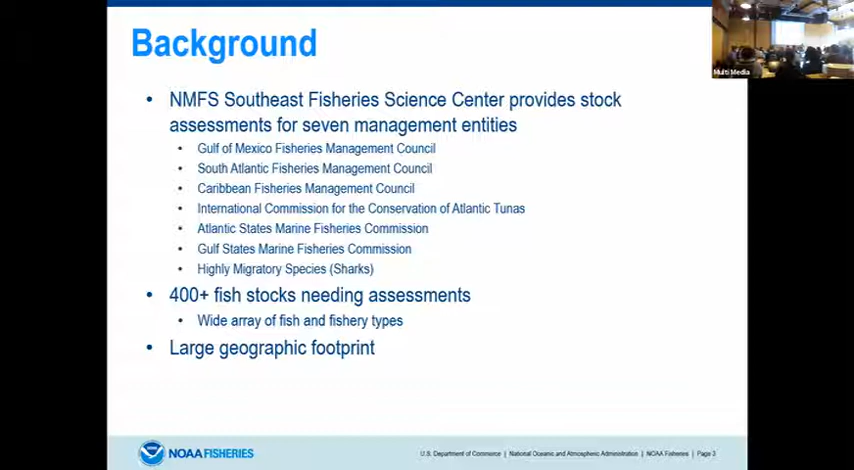 Background
• NMFS Southeast Fisheries Science Center provides stock
assessments for seven management entities
• Gulf of Mexico Fisheries Management Council
• South Atlantic Fisheries Management Council
• Caribbean Fisheries Management Council
• International Commission for the Conservation of Atlantic Tunas
• Atlantic States Marine Fisheries Commission
• Gulf States Marine Fisheries Commission
• Highly Migratory Species (Sharks)
• 400+ fish stocks needing assessments
• Wide array of fish and fishery types
• Large geographic footprint
NOAA FISHERIES
U.S. Department of Commerce | National Oceanic and Atmospheric Administration | NOAA Fisheries | Page 3
Multi Media